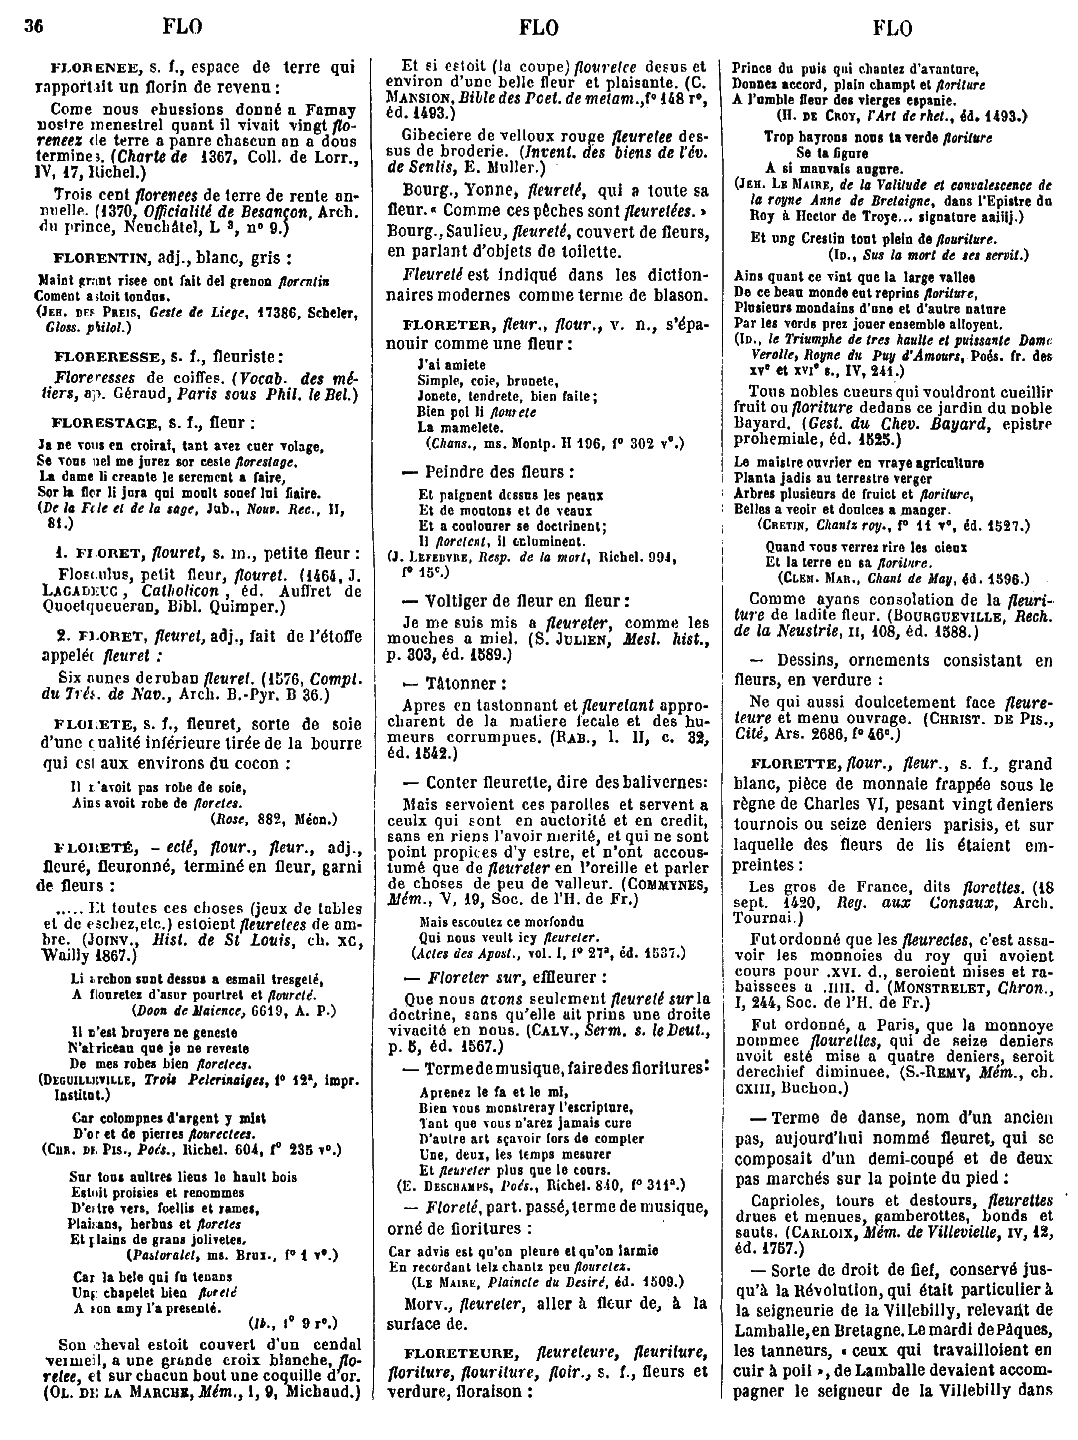 36 FLO FLO FLO
FLORENEE, s. f., espace de terre qui
rapportait un florin de revenu :
Come nous ehussions donné a Famay
nostre menestrel quant il vivait vingt flo-
reneez de terre a panre chascun an a dous
termines. (Charte de 1367, Coll. de Lorr.,
IV, 17, Richel.)
Trois cent florenees de terre de rente an-
nuelle. (1370, Officialité de Besançon, Arch.
du prince, Neuchâtel, L 3, n° 9.)
FLORENTIN, adj., blanc, gris :
Maint grant risee ont fait del grenon florentin
Coment astoit tondus.
(JEH. DES PREIS, Geste de Liege, 17386, Scheler,
Gloss. philol.)
FLORERESSE, s. f., fleuriste :
Floreresses de coiffes. (Vocab. des mé-
tiers, ap. Géraud, Paris sous Phil. le Bel.)
FLORESTAGE, s. f., fleur :
Ja ne vous en croirai, tant avez cuer volage,
Se vous nel me jurez sor ceste florestage.
La dame li creante le serement a faire,
Sor la flor li jura qui moult souef lui flaire.
(De la Fole et de la sage, Jub., Nouv. Rec., II,
81.)
1. FLORET, flouret, s. m., petite fleur :
Flosculus, petit fleur, flouret. (1464, J.
LAGADEUC, Catholicon, éd. Auffret de
Quoetqueueran, Bibl. Quimper.)
2. FLORET, fleuret, adj., fait de l'étoffe
appelée fleuret :
Six aunes de ruban fleuret. (1576, Compt.
du Trés. de Nav., Arch. B.-Pyr. B 36.)
FLORETE, s. f., fleuret, sorte de soie
d'une qualité inférieure tirée de la bourre
qui est aux environs du cocon :
Il n'avoit pas robe de soie,
Ains avoit robe de floretes.
(Rose, 882, Méon.)
FLORETÉ, - ecté, flour., fleur., adj.,
fleuré, fleuronné, terminé en fleur, garni
de fleurs :
..... Et toutes ces choses (jeux de tables
et de eschez, etc.) estoient fleuretees de am-
bre. (JOINV., Hist. de St Louis, ch. XC,
Wailly 1867.)
Li archon sunt dessus a esmail tresgeté,
A flouretez d'asur pourtret et floureté.
(Doon de Maience, 6619, A. P.)
Il n'est bruyere ne geneste
N'abriceau que je ne reveste
De mes robes bien floretees.
(DEGUILLEVILLE, Trois Pelerinaiges, f° 12a, impr.
Institut.)
Car colompnes d'argent y mist
D'or et de pierres flourectees.
(CHR. DE PIS., Poés., Richel. 604, f° 235 v°.)
Sur tous aultres lieus le hault bois
Estoit proisies et renommes
D'estre vers, foellis et rames,
Plaisans, herbus et floretes
Et plains de grans jolivetes.
(Pastoralet, ms. Brux., f° 1 v°.)
Car la bele qui fu tenans
Ung chapelet bien floreté
A son amy l'a presenté.
(Ib., f° 9 r°.)
Son cheval estoit couvert d'un cendal
vermeil, a une grande croix blanche, flo-
retee, et sur chacun bout une coquille d'or.
(OL. DE LA MARCHE, Mém., I, 9, Michaud.)
Et si estoit (la coupe) flouretee desus et
environ d'une belle fleur et plaisante. (C.
MANSION, Bible des Poet. de metam., f° 148 r°,
éd. 1493.)
Gibeciere de velloux rouge fleuretee des-
sus de broderie. (Invent. des biens de l'év.
de Senlis, E. Muller.)
Bourg., Yonne, fleureté, qui a toute sa
fleur. « Comme ces pêches sont fleuretées. »
Bourg., Saulieu, fleureté, couvert de fleurs,
en parlant d'objets de toilette.
Fleureté est indiqué dans les diction-
naires modernes comme terme de blason.
FLORETER, fleur., flour., v. n., s'épa-
nouir comme une fleur :
J'ai amiete
Simple, coie, brunete,
Jonete, tendrete, bien faite ;
Bien pol li flourete
La mamelete.
(Chans., ms. Montp. H 196, f° 302 v°.)
— Peindre des fleurs :
Et paignent dessus les peaux
Et de moutons et de veaux
Et a coulourer se doctrinent ;
Il floretent, il enluminent.
(J. LEFEBVRE, Resp. de la mort, Richel. 994,
f° 15c.)
— Voltiger de fleur en fleur :
Je me suis mis a fleureter, comme les
mouches a miel. (S. JULIEN, Mesl. hist.,
p. 303, éd. 1589.)
— Tâtonner :
Apres en tastonnant et fleuretant appro-
charent de la matiere fecale et des hu-
meurs corrumpues. (RAB., l. II, c. 32,
éd. 1542.)
— Conter fleurette, dire des balivernes :
Mais servoient ces parolles et servent a
ceulx qui sont en auctorité et en credit,
sans en riens l'avoir merité, et qui ne sont
point propices d'y estre, et n'ont accous-
tumé que de fleureter en l'oreille et parler
de choses de peu de valleur. (COMMYNES,
Mém., V, 19, Soc. de l'H. de Fr.)
Mais escoutez ce morfondu
Qui nous veult icy fleureter.
(Actes des Apost., vol. I, f° 27a, éd. 1537.)
— Floreter sur, effleurer :
Que nous avons seulement fleureté sur la
doctrine, sans qu'elle ait prins une droite
vivacité en nous. (CALV., Serm. s. le Deut.,
p. 5, éd. 1567.)
— Terme de musique, faire des fioritures :
Aprenez le fa et le mi,
Bien vous monstreray l'escripture,
Tant que vous n'arez jamais cure
D'autre art sçavoir fors de compter
Une, deux, les temps mesurer
Et fleureter plus que le cours.
(E. DESCHAMPS, Poés., Richel. 840, f° 311a.)
— Floreté, part. passé, terme de musique,
orné de fioritures :
Car advis est qu'on pleure et qu'on larmie
En recordant telz chantz peu flouretez.
(LE MAIRE, Plaincte du Desiré, éd. 1509.)
Morv., fleureter, aller à fleur de, à la
surface de.
FLORETEURE, fleureteure, fleuriture,
floriture, flouriture, floir., s. f., fleurs et
verdure, floraison :
Prince du puis qui chantez d'avanture,
Donnez accord, plain champt et floriture
A l'umble fleur des vierges espanie.
(H. DE CROY, l'Art de rhet., éd. 1493.)
Trop hayrons nous ta verde floriture
Se ta figure
A si mauvais augure.
(JEH. LE MAIRE, de la Valitude et convalescence de
la royne Anne de Bretaigne, dans l'Epistre du
Roy à Hector de Troye... signature aaiiij.)
Et ung Crestin tout plein de flouriture.
(ID., Sus la mort de ses servit.)
Ains quant ce vint que la large vallee
De ce beau monde eut reprins floriture,
Plusieurs mondains d'une et d'autre nature
Par les verds prez jouer ensemble alloyent.
(ID., le Triumphe de tres haulte et puissante Dame
Verolle, Royne du Puy d'Amours, Poés. fr. des
XVe et XVIe s., IV, 241.)
Tous nobles cueurs qui vouldront cueillir
fruit ou floriture dedans ce jardin du noble
Bayard. (Gest. du Chev. Bayard, epistre
prohemiale, éd. 1525.)
Le maistre ouvrier en vraye agriculture
Planta jadis au terrestre verger
Arbres plusieurs de fruict et floriture,
Belles a veoir et doulces a manger.
(CRETIN, Chantz roy., f° 11 v°, éd. 1527.)
Quand vous verrez rire les cieux
Et la terre en sa floriture.
(CLEM. MAR., Chant de May, éd. 1596.)
Comme ayans consolation de la fleuri-
ture de ladite fleur. (BOURGUEVILLE, Rech.
de la Neustrie, II, 108, éd. 1588.)
— Dessins, ornements consistant en
fleurs, en verdure :
Ne qui aussi doulcetement face fleure-
teure et menu ouvrage. (CHRIST. DE PIS.,
Cité, Ars. 2686, f° 46c.)
FLORETTE, flour., fleur., s. f., grand
blanc, pièce de monnaie frappée sous le
règne de Charles VI, pesant vingt deniers
tournois ou seize deniers parisis, et sur
laquelle des fleurs de lis étaient em-
preintes :
Les gros de France, dits florettes. (18
sept. 1420, Reg. aux Consaux, Arch.
Tournai.)
Fut ordonné que les fleurectes, c'est assa-
voir les monnoies du roy qui avoient
cours pour .XVI. d., seroient mises et ra-
baissees a .IIII. d. (MONSTRELET, Chron.,
I, 244, Soc. de l'H. de Fr.)
Fut ordonné, a Paris, que la monnoye
nommee flourettes, qui de seize deniers
avoit esté mise a quatre deniers, seroit
derechief diminuee. (S.-REMY, Mém., ch.
CXIII, Buchon.)
— Terme de danse, nom d'un ancien
pas, aujourd'hui nommé fleuret, qui se
composait d'un demi-coupé et de deux
pas marchés sur la pointe du pied :
Caprioles, tours et destours, fleurettes
drues et menues, gamberottes, bonds et
sauts. (CARLOIX, Mém. de Villevielle, IV, 12,
éd. 1757.)
— Sorte de droit de fief, conservé jus-
qu'à la Révolution, qui était particulier à
la seigneurie de la Villebilly, relevant de
Lamballe, en Bretagne. Le mardi de Pâques,
les tanneurs, « ceux qui travailloient en
cuir à poil », de Lamballe devaient accom-
pagner le seigneur de la Villebilly dans